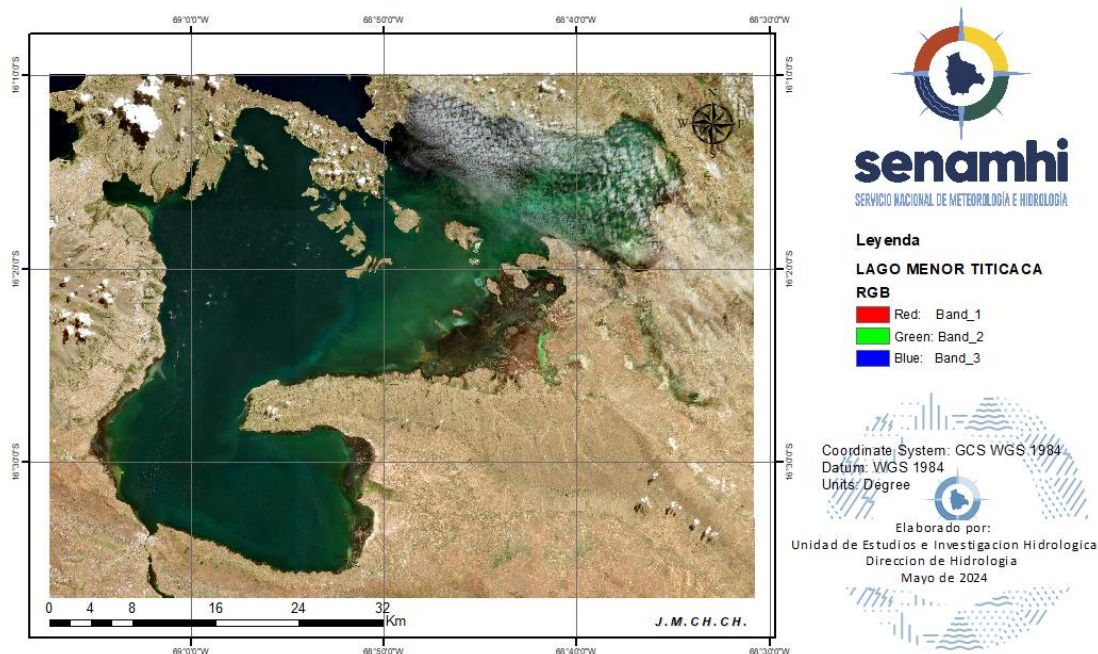 69°0'0"W 68°50'0"W 68°40'0"W 68°30'0"W
16°10'0"S 16°10'0"S
16°20'0"S 16°20'0"S
16°30'0"S 16°30'0"S
N
W E
S
0 4 8 16 24 32
Km
J.M.CH.CH.
69°0'0"W 68°50'0"W 68°40'0"W 68°30'0"W
senamhi
SERVICIO NACIONAL DE METEOROLOGÍA E HIDROLOGÍA
Leyenda
LAGO MENOR TITICACA
RGB
Red: Band_1
Green: Band_2
Blue: Band_3
Coordinate System: GCS WGS 1984
Datum: WGS 1984
Units: Degree
Elaborado por:
Unidad de Estudios e Investigacion Hidrologica
Direccion de Hidrologia
Mayo de 2024